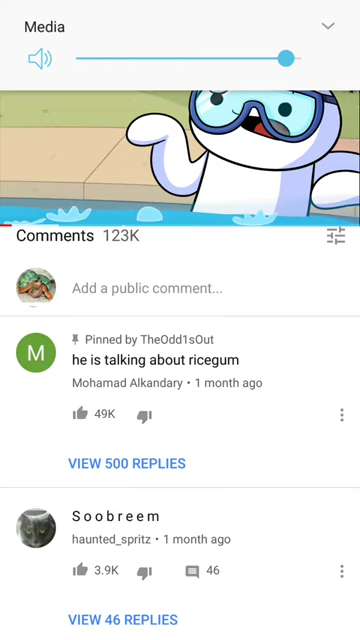 Media
Comments 123K
Add a public comment...
Pinned by TheOdd1sOut
he is talking about ricegum
Mohamad Alkandary • 1 month ago
M
49K
VIEW 500 REPLIES
S o o b r e e m
haunted_spritz • 1 month ago
3.9K 46
VIEW 46 REPLIES